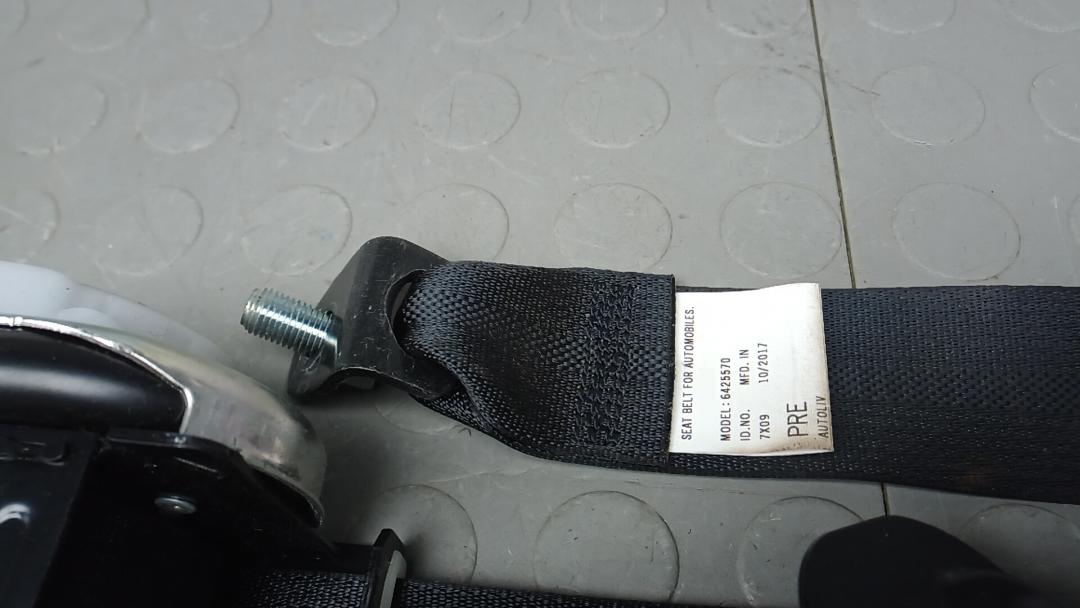 SEAT BELT FOR AUTOMOBILES.
MODEL: 6425570
ID.NO. MFD. IN
7X09 10/2017
PRE
AUTOLIV